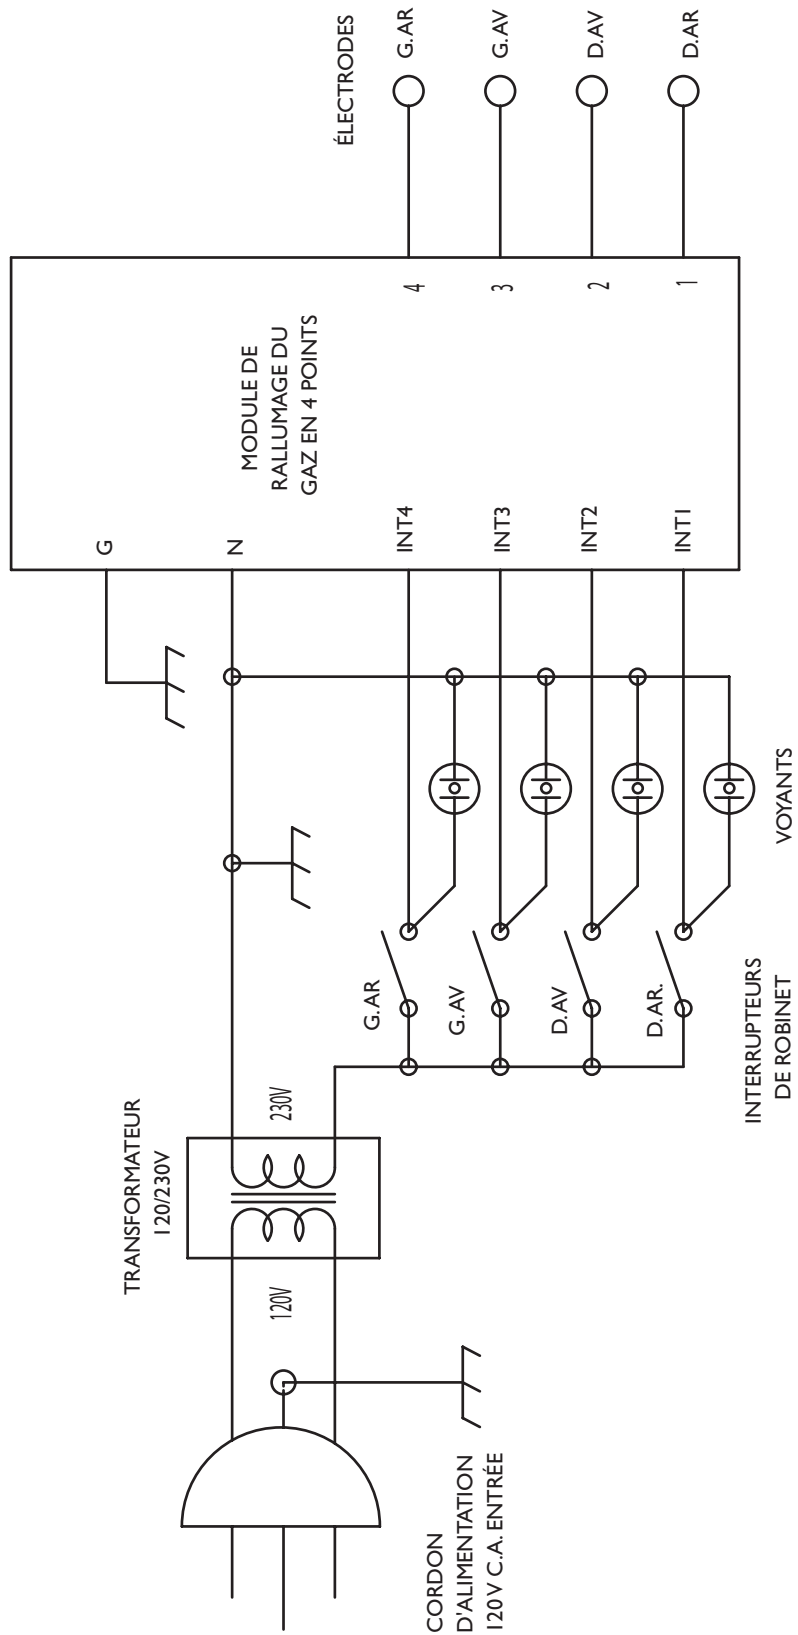 CORDON
D'ALIMENTATION
120 V C.A. ENTRÉE
TRANSFORMATEUR
120/230V
120V
230V
INTERRUPTEURS
DE ROBINET
G.AR
G.AV
D.AV
D.AR.
VOYANTS
G
N
INT4
INT3
INT2
INT1
MODULE DE
RALLUMAGE DU
GAZ EN 4 POINTS
4
3
2
1
ÉLECTRODES
G.AR
G.AV
D.AV
D.AR